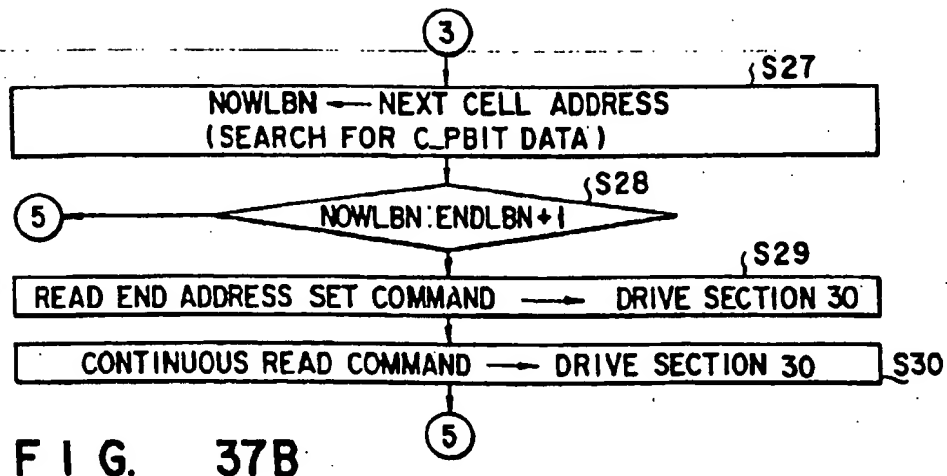 3
S27
NOWLBN ← NEXT CELL ADDRESS
(SEARCH FOR C_PBIT DATA)
S28
5
NOWLBN:ENDLBN+1
S29
READ END ADDRESS SET COMMAND → DRIVE SECTION 30
CONTINUOUS READ COMMAND → DRIVE SECTION 30
S30
5
FIG. 37B